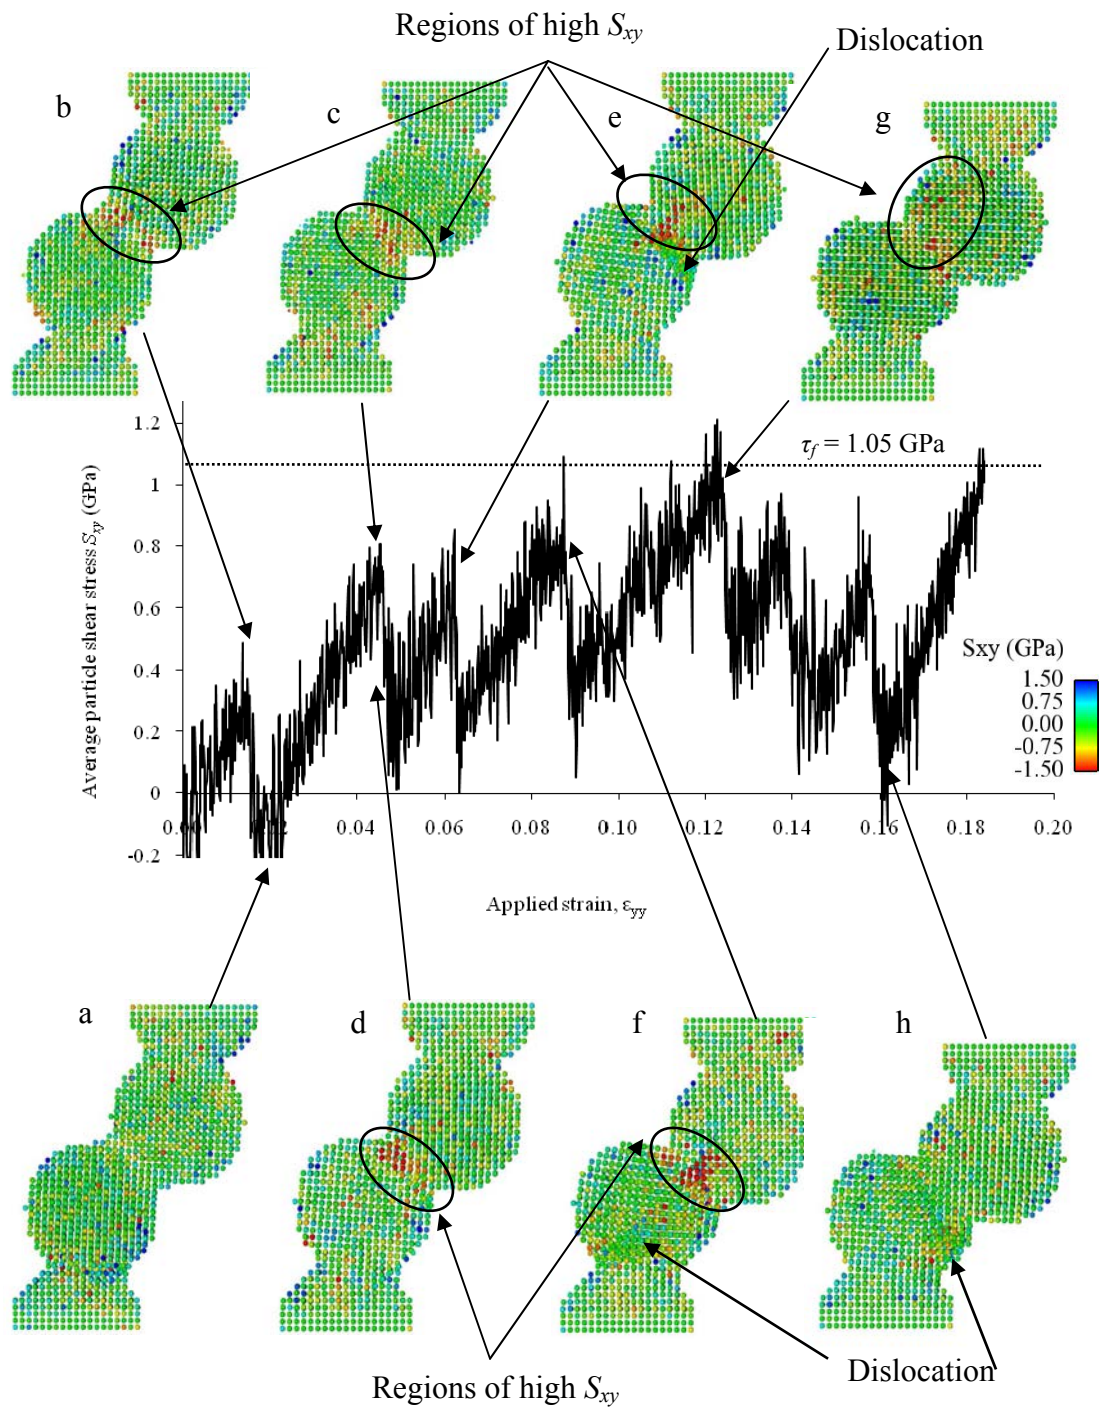 Regions of high Sxy
Dislocation
b
c
e
g
1.2
τf = 1.05 GPa
1
0.8
0.6
0.4
0.2
0
-0.2
Average particle shear stress Sxy (GPa)
Sxy (GPa)
1.50
0.75
0.00
-0.75
-1.50
0.04
0.06
0.08
0.10
0.12
0.14
0.16
0.18
0.20
Applied strain, εyy
a
d
f
h
Dislocation
Regions of high Sxy